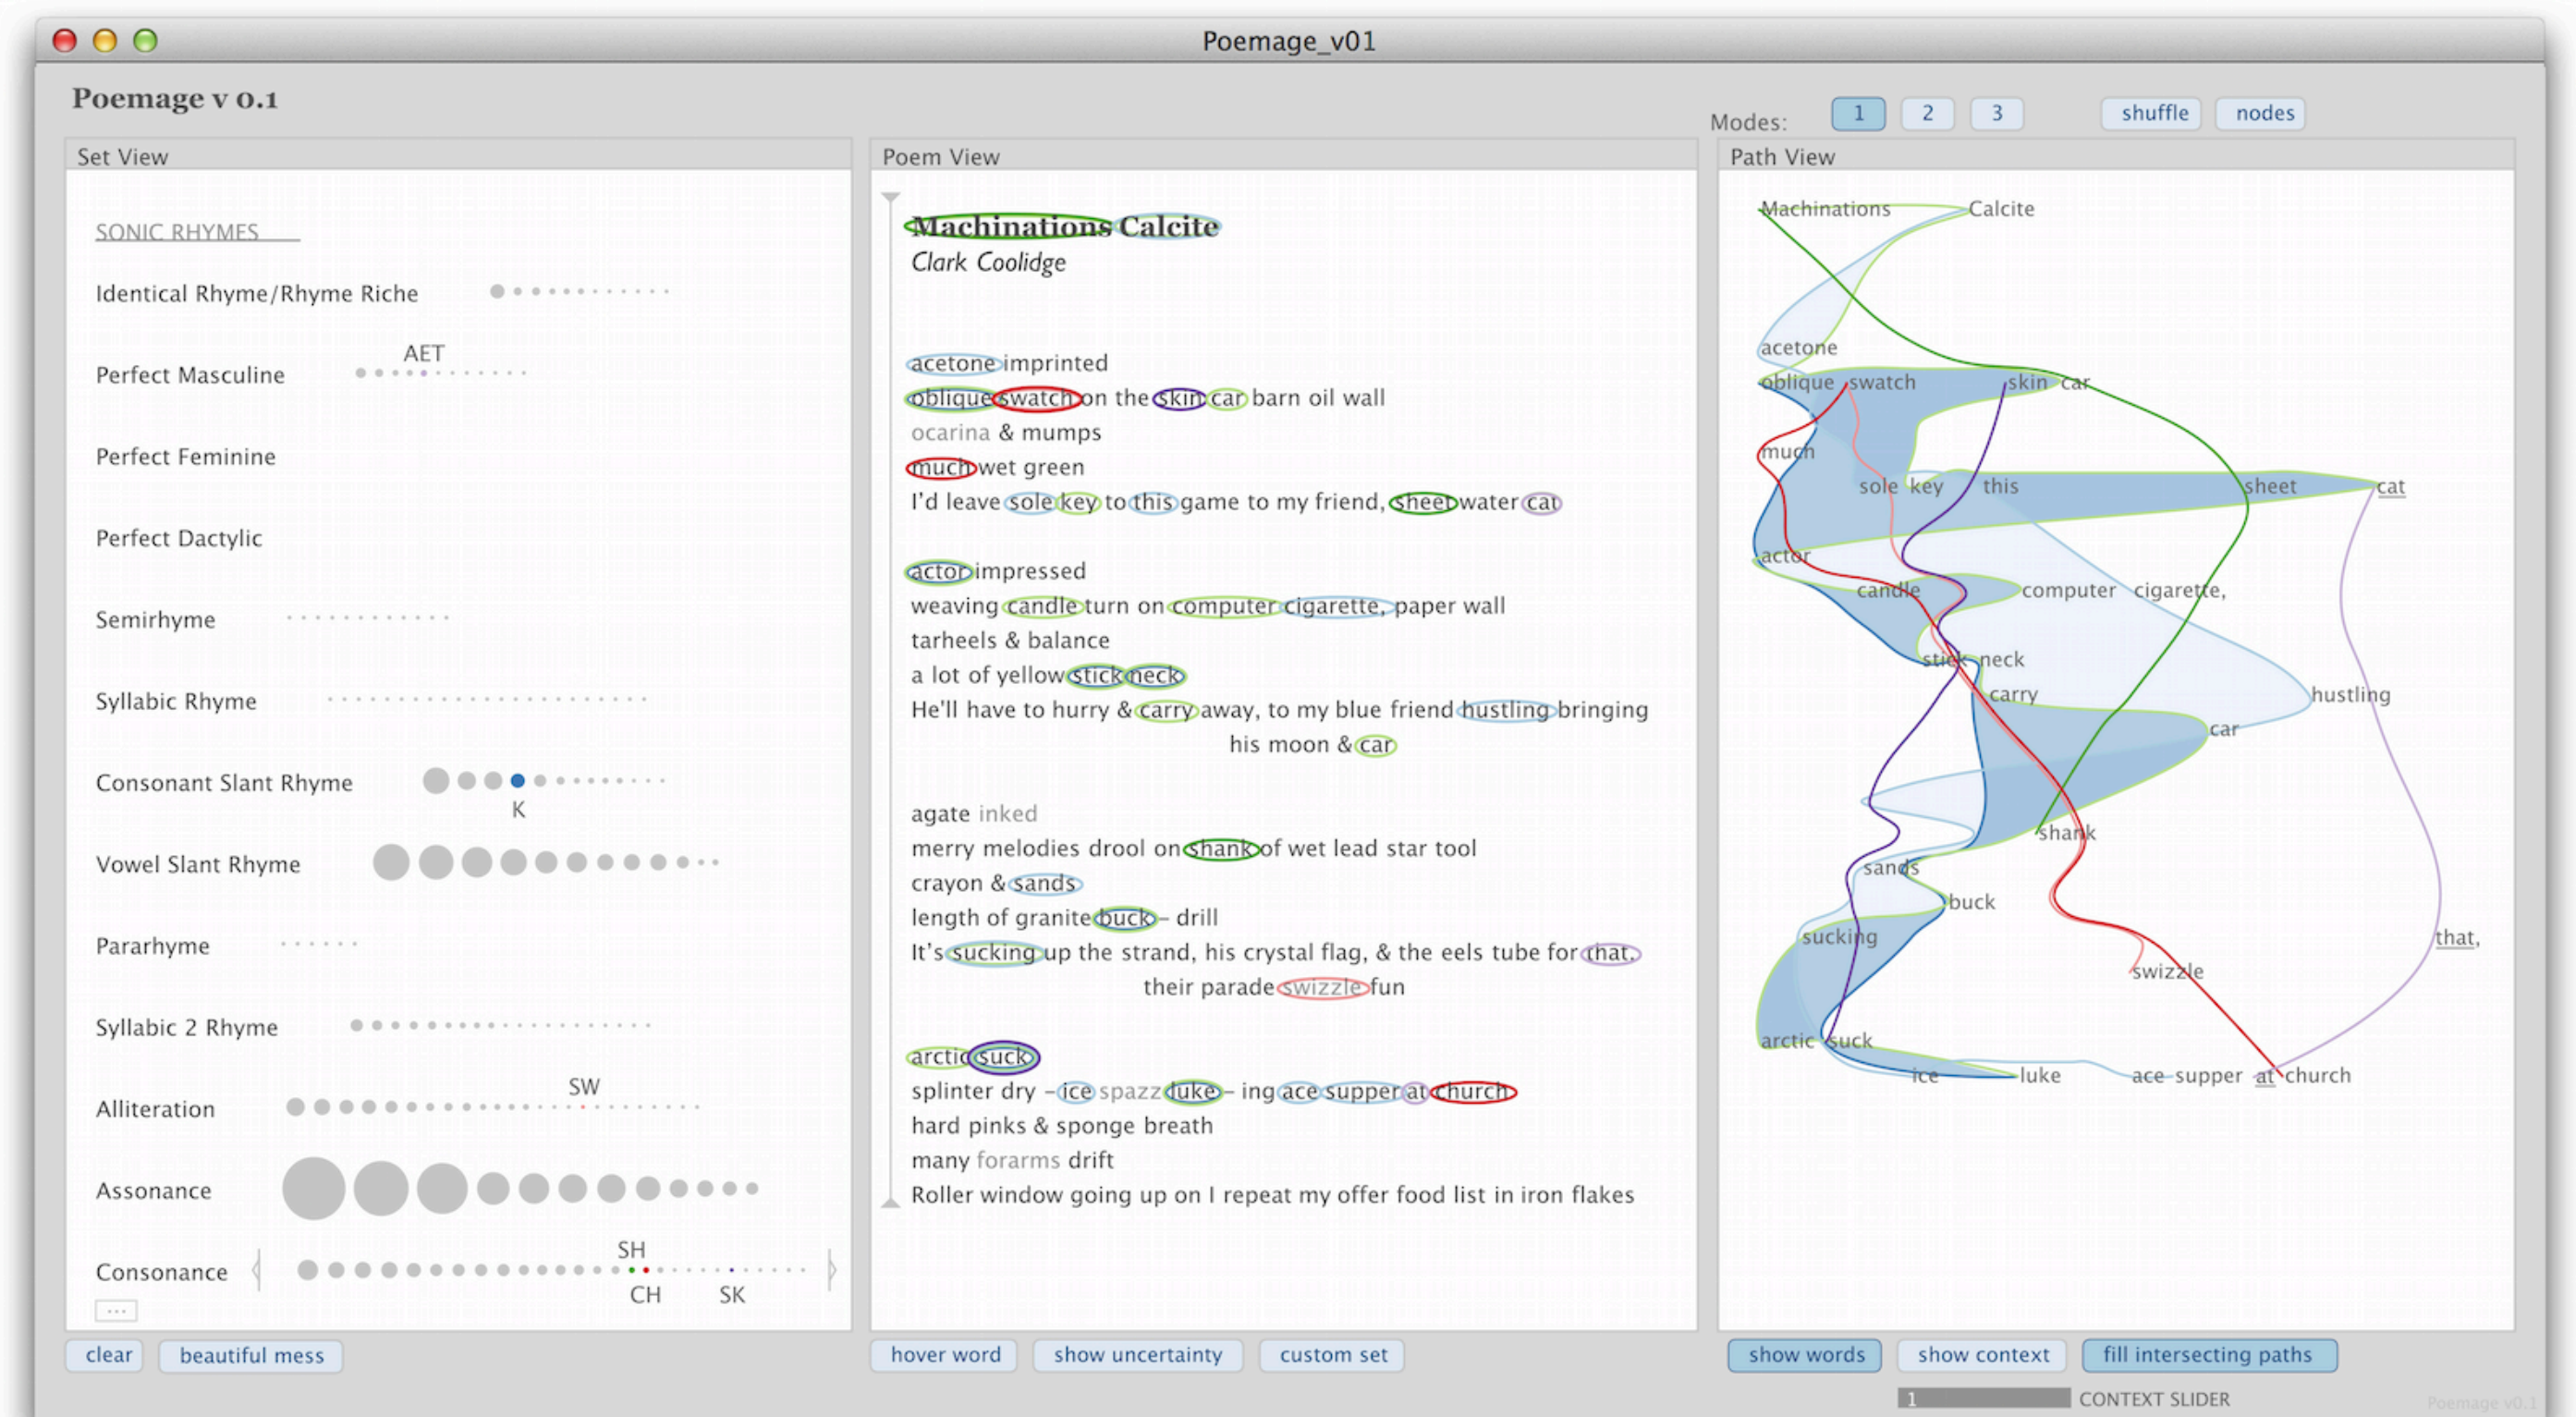 Poemage_v01
Poemage v 0.1
Modes: 1 2 3 shuffle nodes
Set View
SONIC RHYMES
Identical Rhyme/Rhyme Riche
AET
Perfect Masculine
Perfect Feminine
Perfect Dactylic
Semirhyme
Syllabic Rhyme
Consonant Slant Rhyme
K
Vowel Slant Rhyme
Pararhyme
Syllabic 2 Rhyme
SW
Alliteration
Assonance
SH
Consonance
CH SK
...
clear beautiful mess
Poem View
Machinations Calcite
Clark Coolidge
acetone imprinted
oblique swatch on the skin car barn oil wall
ocarina & mumps
much wet green
I'd leave sole key to this game to my friend, sheet water cat
actor impressed
weaving candle turn on computer cigarette, paper wall
tarheels & balance
a lot of yellow stick neck
He'll have to hurry & carry away, to my blue friend hustling bringing
his moon & car
agate inked
merry melodies drool on shank of wet lead star tool
crayon & sands
length of granite buck – drill
It's sucking up the strand, his crystal flag, & the eels tube for that,
their parade swizzle fun
arctic suck
splinter dry – ice spazz luke – ing ace supper at church
hard pinks & sponge breath
many forarms drift
Roller window going up on I repeat my offer food list in iron flakes
hover word show uncertainty custom set
Path View
Machinations Calcite
acetone
oblique swatch skin car
much
sole key this sheet cat
actor
candle computer cigarette,
stick neck
carry hustling
car
shank
sands
buck
sucking that,
swizzle
arctic suck
ice luke ace supper at church
show words show context fill intersecting paths
1 CONTEXT SLIDER
Poemage v0.1